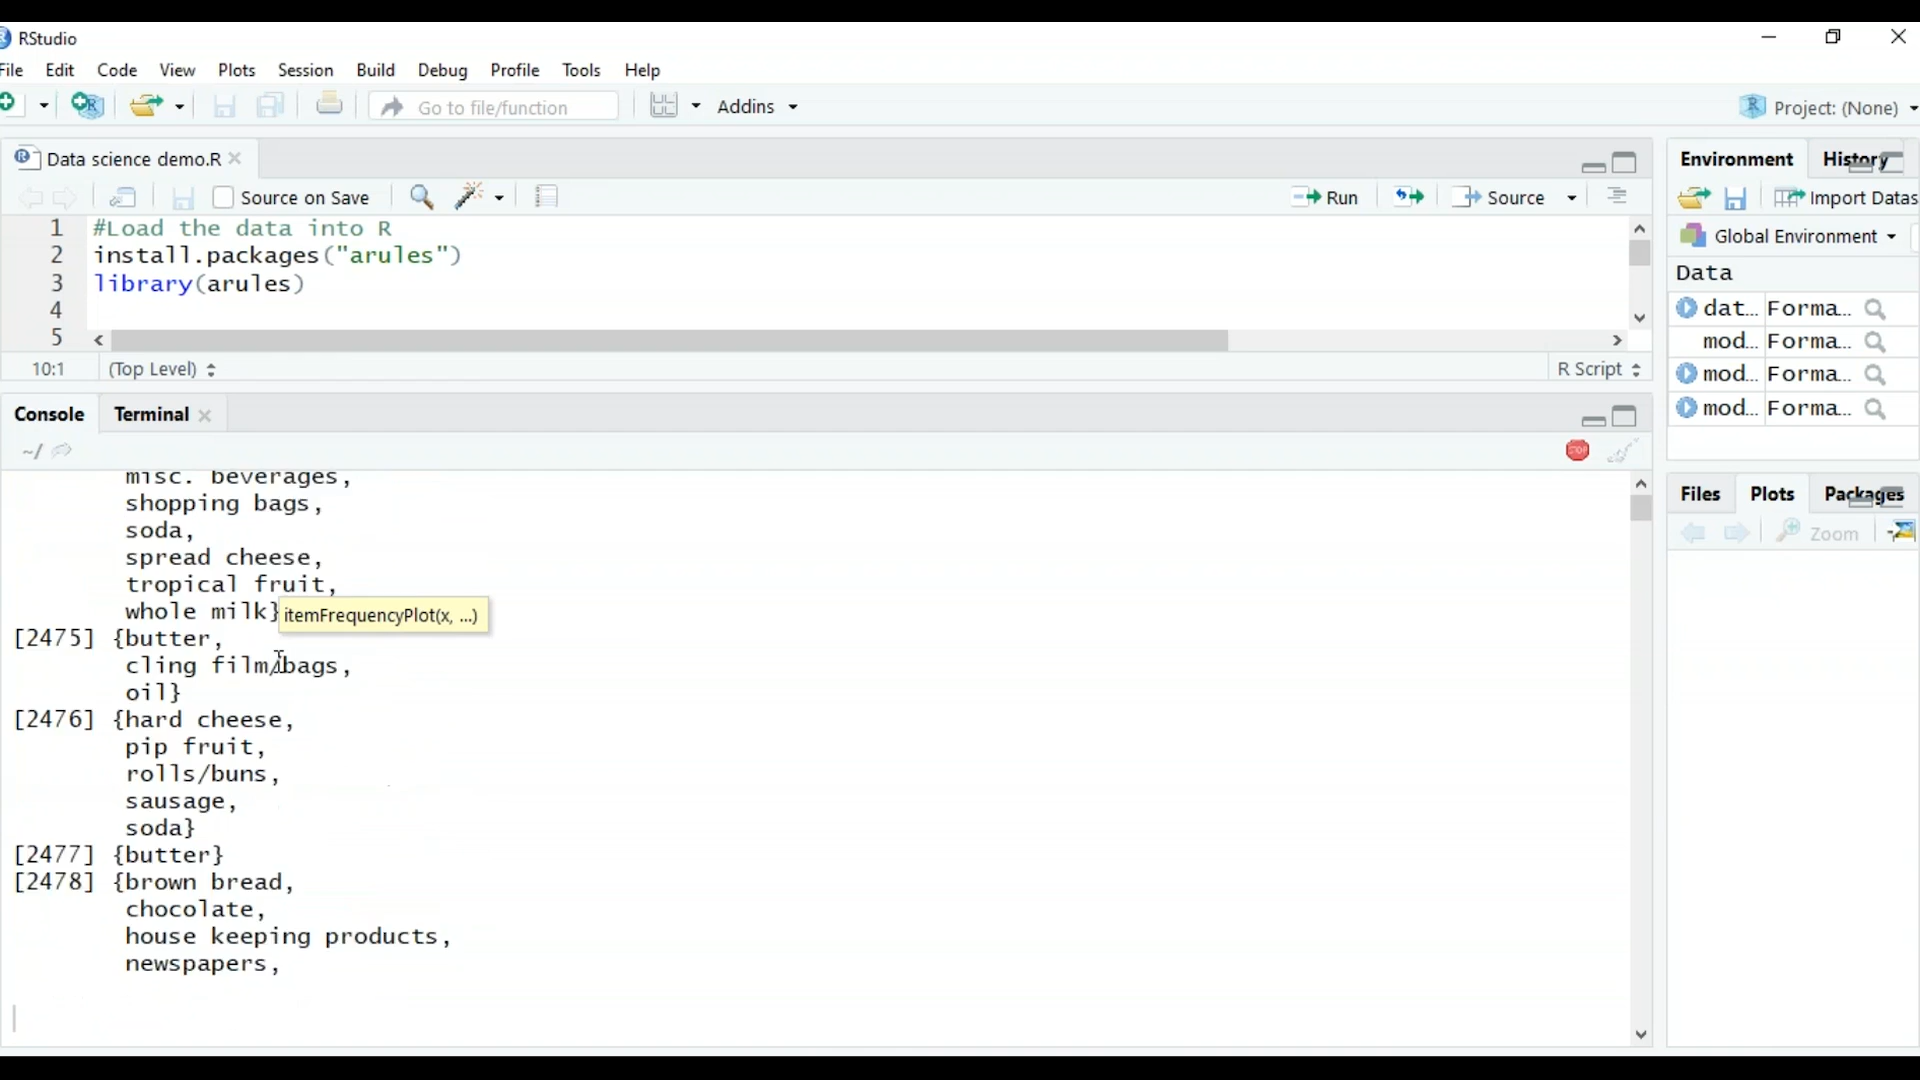 RStudio
File Edit Code View Plots Session Build Debug Profile Tools Help
Go to file/function Addins Project: (None)
Data science demo.R Environment History
Source on Save Run Source Import Datas
1 #Load the data into R
2 install.packages("arules")
3 library(arules)
4
5
10:1 (Top Level) R Script
Global Environment
Data
dat... Forma...
mod... Forma...
mod... Forma...
mod... Forma...
Console Terminal
~/ STOP
Files Plots Packages
Zoom
misc. beverages,
shopping bags,
soda,
spread cheese,
tropical fruit,
whole milk} itemFrequencyPlot(x, ...)
[2475] {butter,
cling film/bags,
oil}
[2476] {hard cheese,
pip fruit,
rolls/buns,
sausage,
soda}
[2477] {butter}
[2478] {brown bread,
chocolate,
house keeping products,
newspapers,